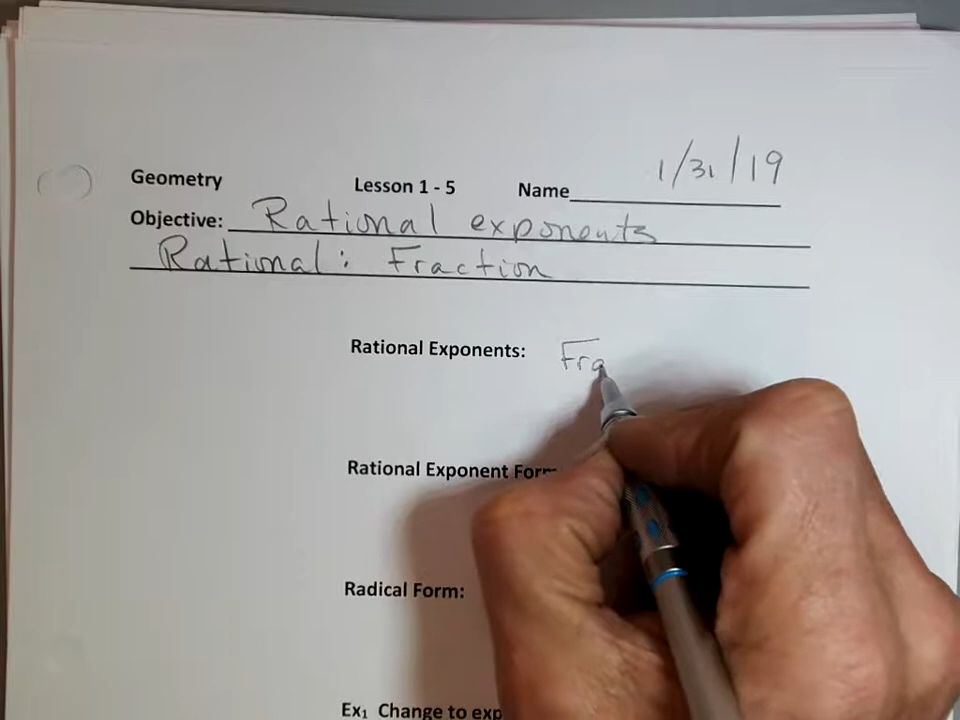 1/31/19
Geometry Lesson 1 - 5 Name
Objective: Rational exponents
Rational: Fraction
Rational Exponents: Fra
Rational Exponent Form
Radical Form:
Ex1 Change to exp